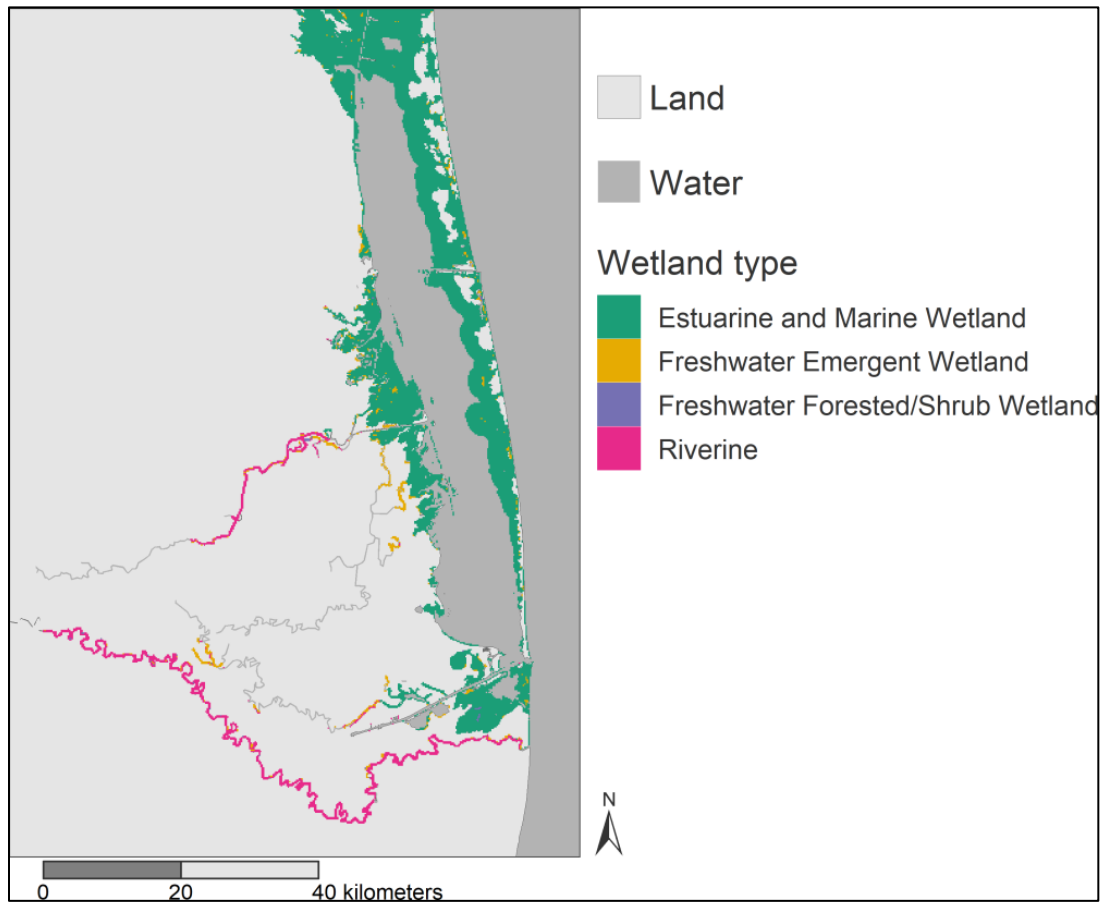 Land
Water
Wetland type
Estuarine and Marine Wetland
Freshwater Emergent Wetland
Freshwater Forested/Shrub Wetland
Riverine
N
0 20 40 kilometers